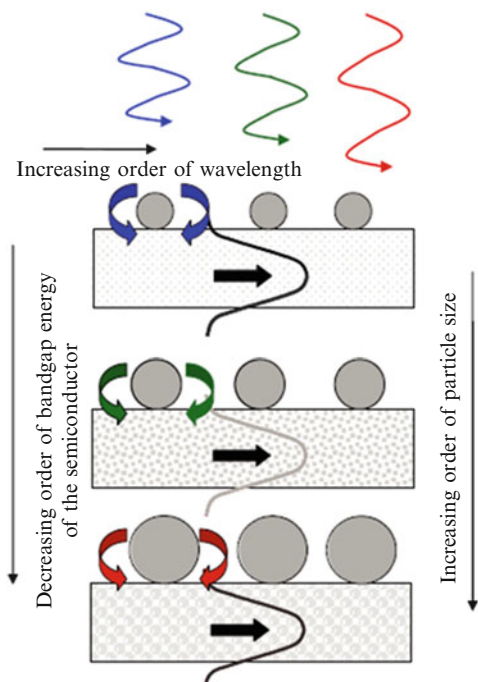 Increasing order of wavelength
Decreasing order of bandgap energy
of the semiconductor
Increasing order of particle size